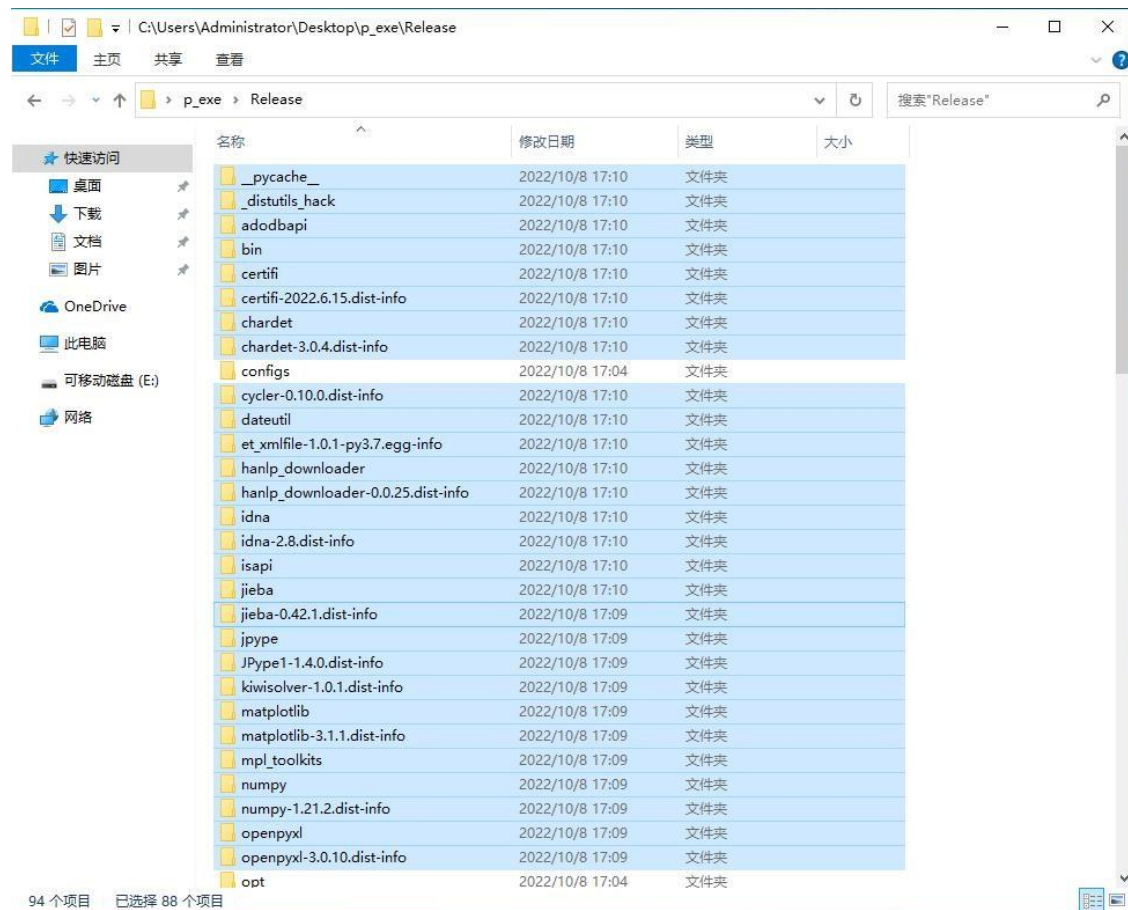 C:\Users\Administrator\Desktop\p_exe\Release
文件 主页 共享 查看
p_exe › Release 搜索"Release"
名称 修改日期 类型 大小
快速访问
桌面
下载
文档
图片
OneDrive
此电脑
可移动磁盘 (E:)
网络
__pycache__ 2022/10/8 17:10 文件夹
_distutils_hack 2022/10/8 17:10 文件夹
adodbapi 2022/10/8 17:10 文件夹
bin 2022/10/8 17:10 文件夹
certifi 2022/10/8 17:10 文件夹
certifi-2022.6.15.dist-info 2022/10/8 17:10 文件夹
chardet 2022/10/8 17:10 文件夹
chardet-3.0.4.dist-info 2022/10/8 17:10 文件夹
configs 2022/10/8 17:04 文件夹
cycler-0.10.0.dist-info 2022/10/8 17:10 文件夹
dateutil 2022/10/8 17:10 文件夹
et_xmlfile-1.0.1-py3.7.egg-info 2022/10/8 17:10 文件夹
hanlp_downloader 2022/10/8 17:10 文件夹
hanlp_downloader-0.0.25.dist-info 2022/10/8 17:10 文件夹
idna 2022/10/8 17:10 文件夹
idna-2.8.dist-info 2022/10/8 17:10 文件夹
isapi 2022/10/8 17:10 文件夹
jieba 2022/10/8 17:10 文件夹
jieba-0.42.1.dist-info 2022/10/8 17:09 文件夹
jpype 2022/10/8 17:09 文件夹
JPype1-1.4.0.dist-info 2022/10/8 17:09 文件夹
kiwisolver-1.0.1.dist-info 2022/10/8 17:09 文件夹
matplotlib 2022/10/8 17:09 文件夹
matplotlib-3.1.1.dist-info 2022/10/8 17:09 文件夹
mpl_toolkits 2022/10/8 17:09 文件夹
numpy 2022/10/8 17:09 文件夹
numpy-1.21.2.dist-info 2022/10/8 17:09 文件夹
openpyxl 2022/10/8 17:09 文件夹
openpyxl-3.0.10.dist-info 2022/10/8 17:09 文件夹
opt 2022/10/8 17:04 文件夹
94 个项目 已选择 88 个项目